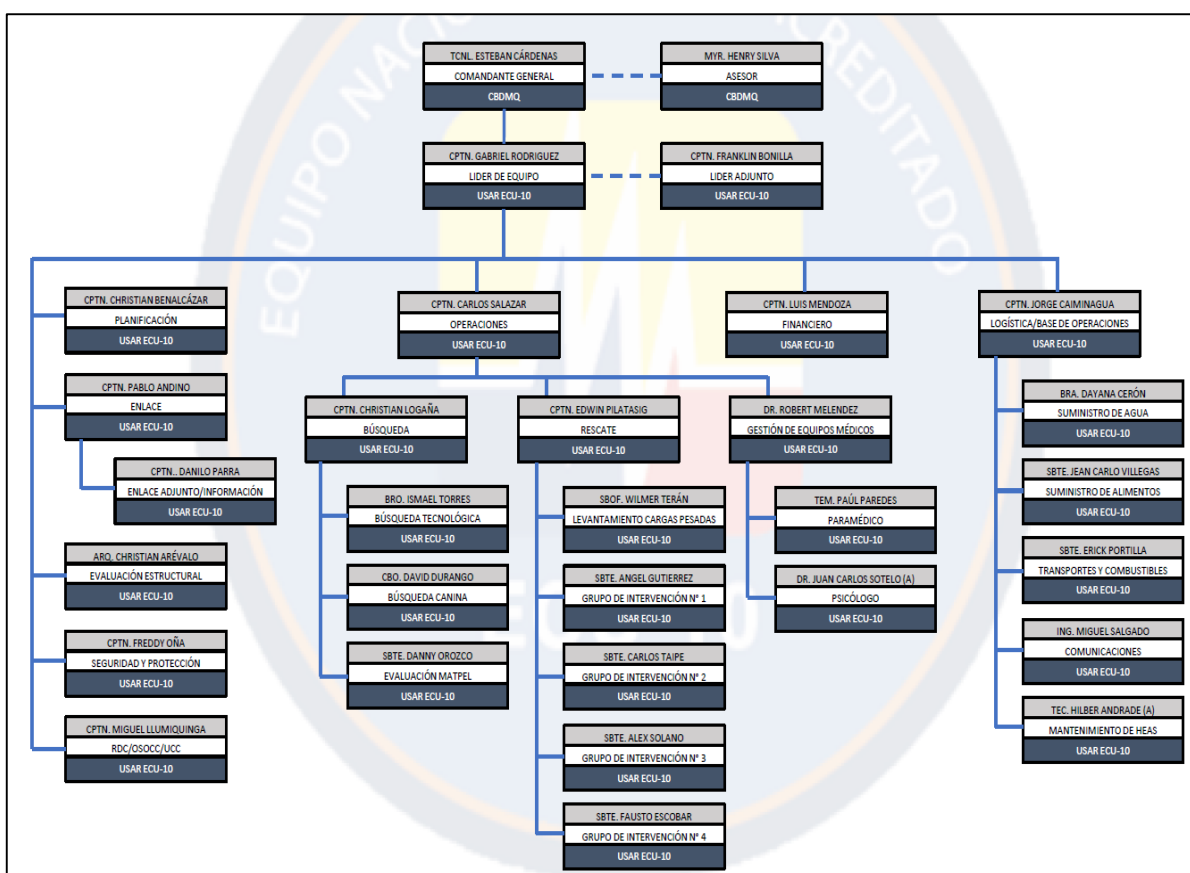 TCNL. ESTEBAN CÁRDENAS
COMANDANTE GENERAL
CBDMQ
MYR. HENRY SILVA
ASESOR
CBDMQ
CPTN. GABRIEL RODRIGUEZ
LIDER DE EQUIPO
USAR ECU-10
CPTN. FRANKLIN BONILLA
LIDER ADJUNTO
USAR ECU-10
CPTN. CHRISTIAN BENALCÁZAR
PLANIFICACIÓN
USAR ECU-10
CPTN. PABLO ANDINO
ENLACE
USAR ECU-10
CPTN.. DANILO PARRA
ENLACE ADJUNTO/INFORMACIÓN
USAR ECU-10
ARQ. CHRISTIAN ARÉVALO
EVALUACIÓN ESTRUCTURAL
USAR ECU-10
CPTN. FREDDY OÑA
SEGURIDAD Y PROTECCIÓN
USAR ECU-10
CPTN. MIGUEL LLUMIQUINGA
RDC/OSOCC/UCC
USAR ECU-10
CPTN. CARLOS SALAZAR
OPERACIONES
USAR ECU-10
CPTN. CHRISTIAN LOGAÑA
BÚSQUEDA
USAR ECU-10
BRO. ISMAEL TORRES
BÚSQUEDA TECNOLÓGICA
USAR ECU-10
CBO. DAVID DURANGO
BÚSQUEDA CANINA
USAR ECU-10
SBTE. DANNY OROZCO
EVALUACIÓN MATPEL
USAR ECU-10
CPTN. EDWIN PILATASIG
RESCATE
USAR ECU-10
SBOF. WILMER TERÁN
LEVANTAMIENTO CARGAS PESADAS
USAR ECU-10
SBTE. ANGEL GUTIERREZ
GRUPO DE INTERVENCIÓN N° 1
USAR ECU-10
SBTE. CARLOS TAIPE
GRUPO DE INTERVENCIÓN N° 2
USAR ECU-10
SBTE. ALEX SOLANO
GRUPO DE INTERVENCIÓN N° 3
USAR ECU-10
SBTE. FAUSTO ESCOBAR
GRUPO DE INTERVENCIÓN N° 4
USAR ECU-10
DR. ROBERT MELENDEZ
GESTIÓN DE EQUIPOS MÉDICOS
USAR ECU-10
TEM. PAÚL PAREDES
PARAMÉDICO
USAR ECU-10
DR. JUAN CARLOS SOTELO (A)
PSICÓLOGO
USAR ECU-10
CPTN. LUIS MENDOZA
FINANCIERO
USAR ECU-10
CPTN. JORGE CAIMINAGUA
LOGÍSTICA/BASE DE OPERACIONES
USAR ECU-10
BRA. DAYANA CERÓN
SUMINISTRO DE AGUA
USAR ECU-10
SBTE. JEAN CARLO VILLEGAS
SUMINISTRO DE ALIMENTOS
USAR ECU-10
SBTE. ERICK PORTILLA
TRANSPORTES Y COMBUSTIBLES
USAR ECU-10
ING. MIGUEL SALGADO
COMUNICACIONES
USAR ECU-10
TEC. HILBER ANDRADE (A)
MANTENIMIENTO DE HEAS
USAR ECU-10
EQUIPO